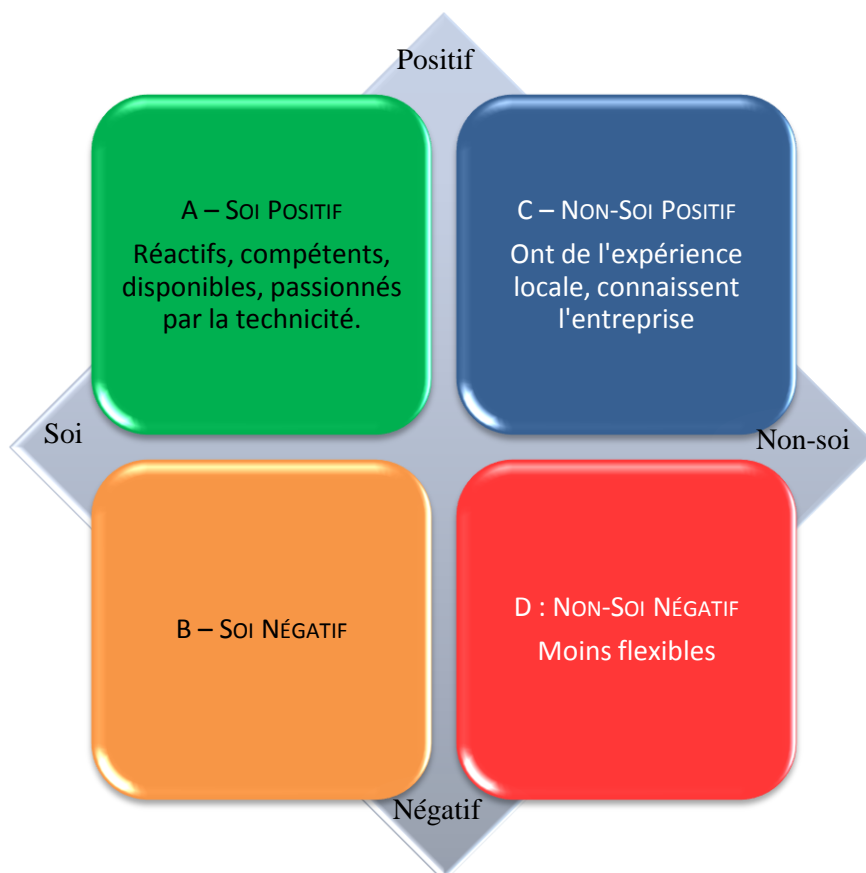 Positif
A – Soi Positif
Réactifs, compétents,
disponibles, passionnés
par la technicité.
C – Non-Soi Positif
Ont de l'expérience
locale, connaissent
l'entreprise
Soi
Non-soi
B – Soi Négatif
D : Non-Soi Négatif
Moins flexibles
Négatif